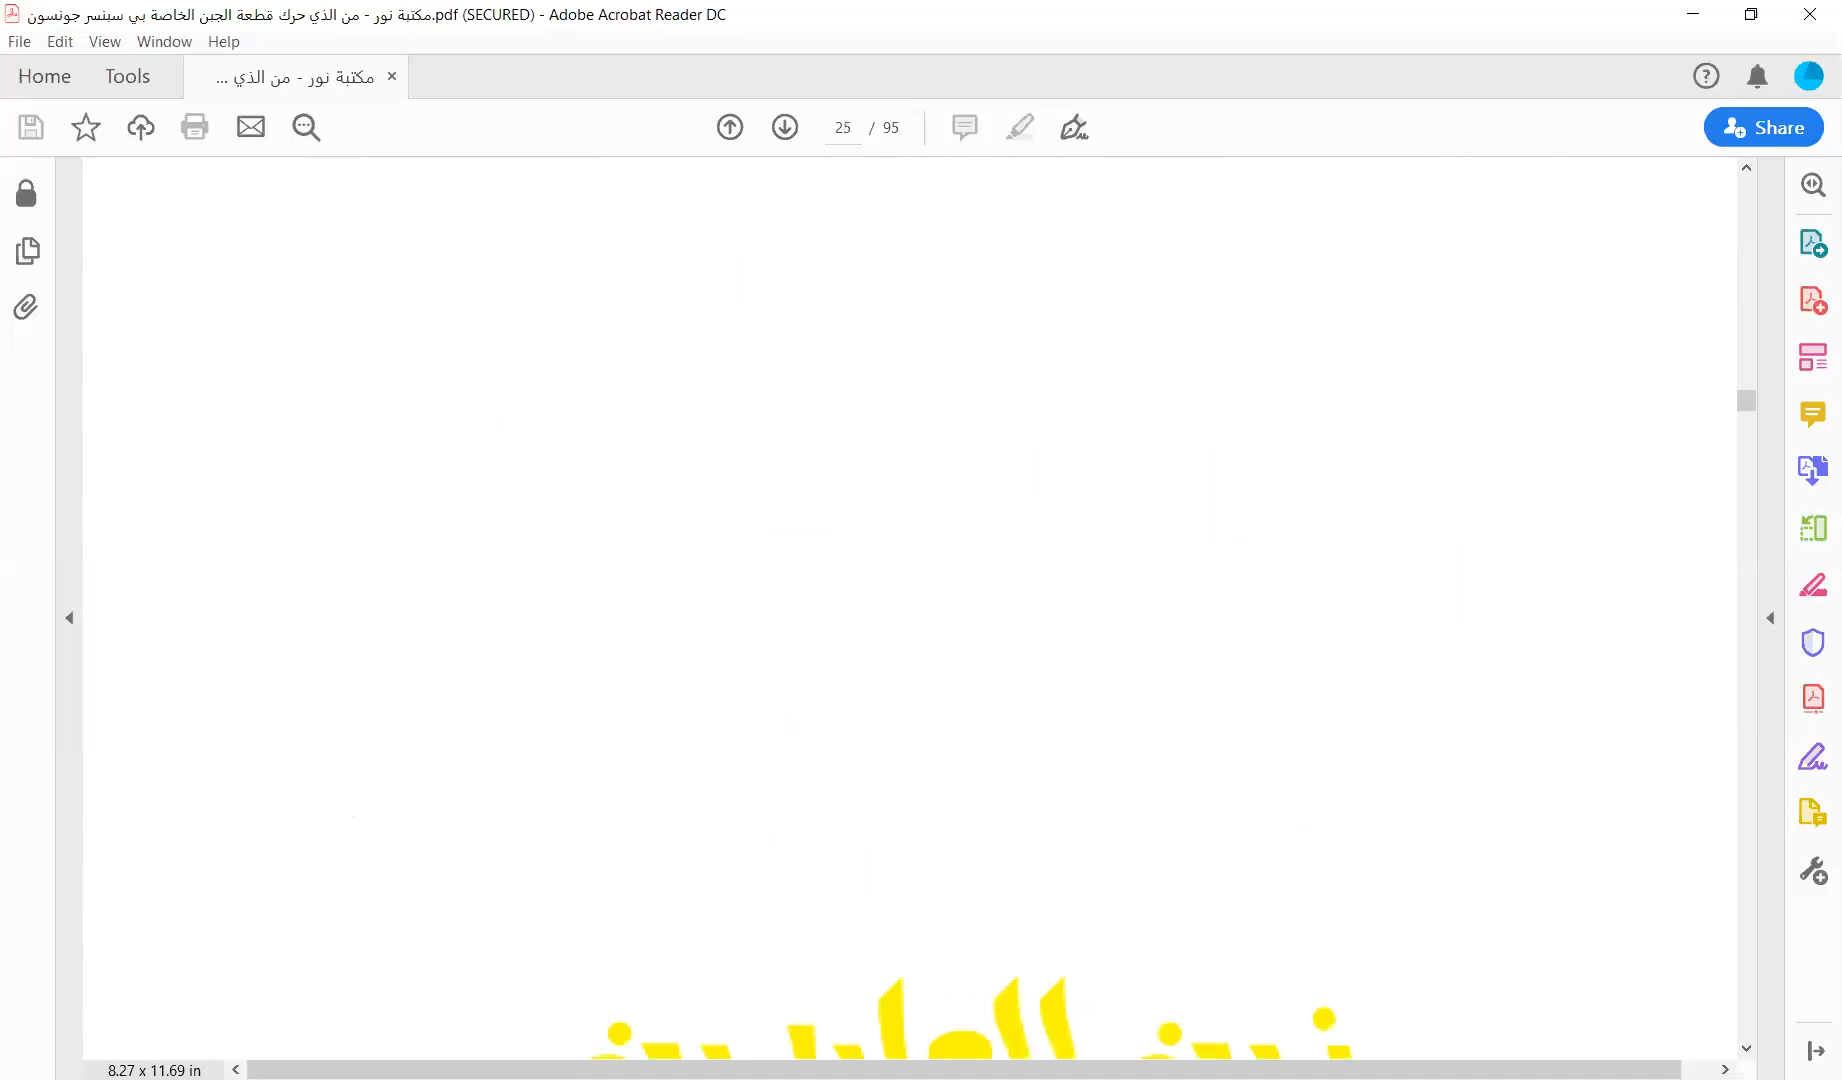 مكتبة نور - من الذي حرك قطعة الجبن الخاصة بي سبنسر جونسون.pdf (SECURED) - Adobe Acrobat Reader DC
File Edit View Window Help
Home Tools مكتبة نور - من الذي ...
25 / 95
Share
8.27 x 11.69 in